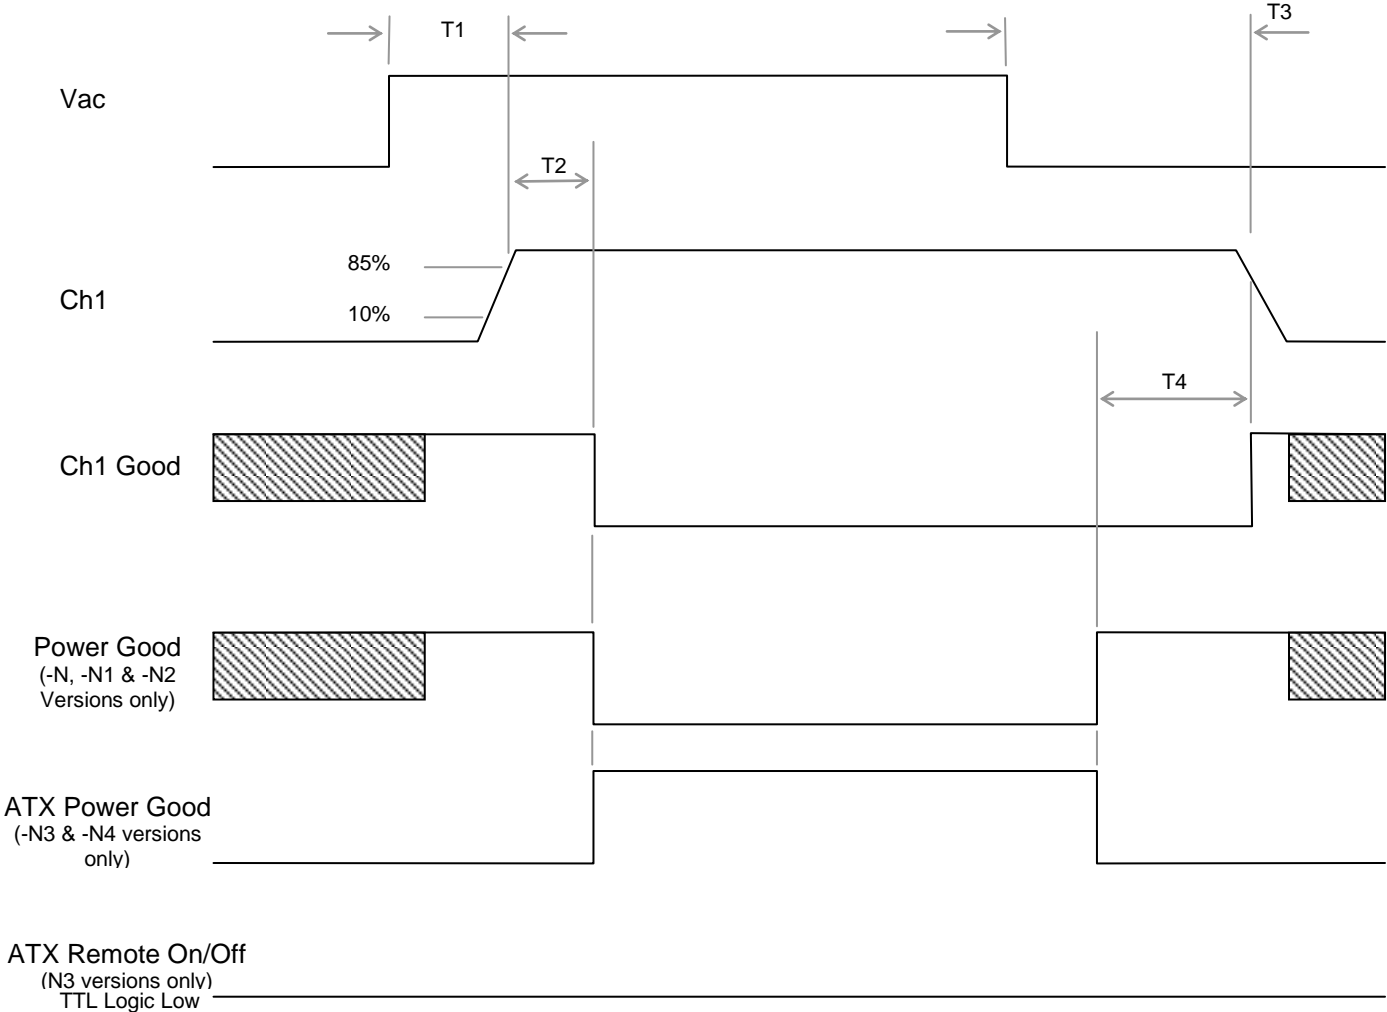 T1
T3
Vac
T2
85%
Ch1
10%
T4
Ch1 Good
Power Good
(-N, -N1 & -N2
Versions only)
ATX Power Good
(-N3 & -N4 versions
only)
ATX Remote On/Off
(N3 versions only)
TTL Logic Low